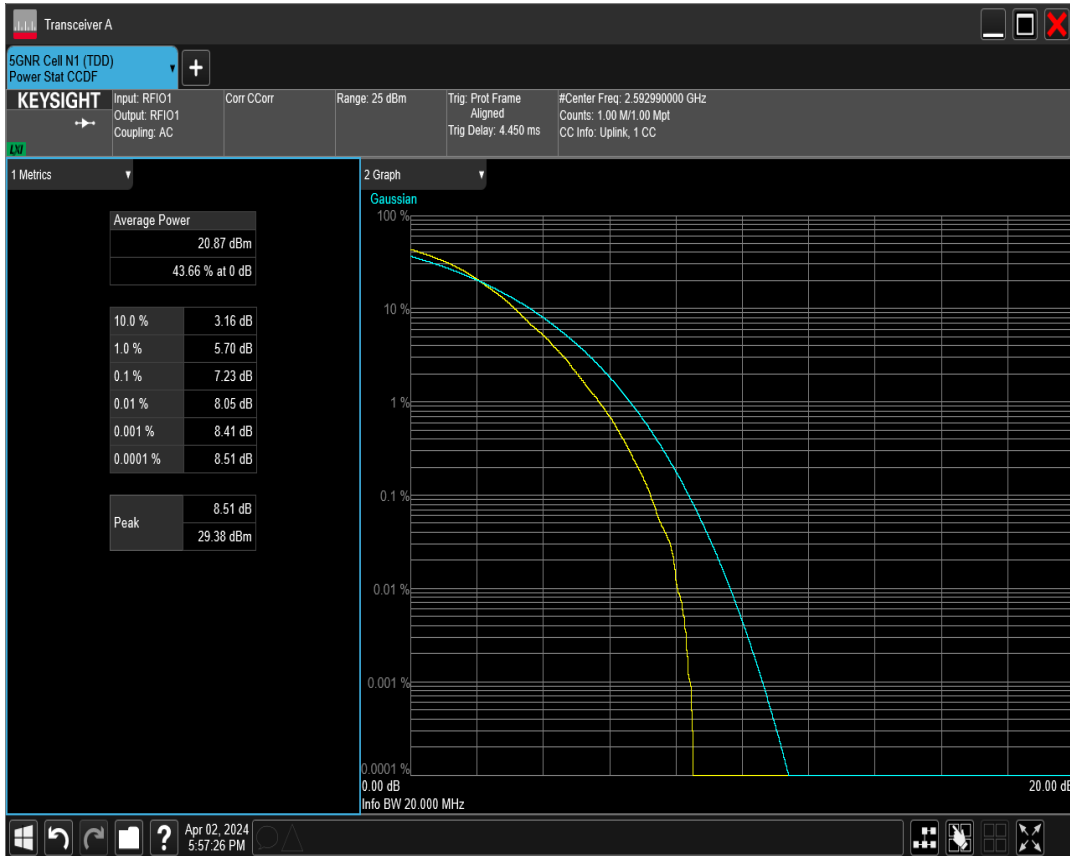 Transceiver A
5GNR Cell N1 (TDD)
Power Stat CCDF
KEYSIGHT
LXI
Input: RFIO1
Output: RFIO1
Coupling: AC
Corr CCorr
Range: 25 dBm
Trig: Prot Frame
Aligned
Trig Delay: 4.450 ms
#Center Freq: 2.592990000 GHz
Counts: 1.00 M/1.00 Mpt
CC Info: Uplink, 1 CC
1 Metrics
Average Power
20.87 dBm
43.66 % at 0 dB
10.0 % 3.16 dB
1.0 % 5.70 dB
0.1 % 7.23 dB
0.01 % 8.05 dB
0.001 % 8.41 dB
0.0001 % 8.51 dB
Peak
8.51 dB
29.38 dBm
2 Graph
Gaussian
100 %
10 %
1 %
0.1 %
0.01 %
0.001 %
0.0001 %
0.00 dB 20.00 dB
Info BW 20.000 MHz
? Apr 02, 2024
5:57:26 PM